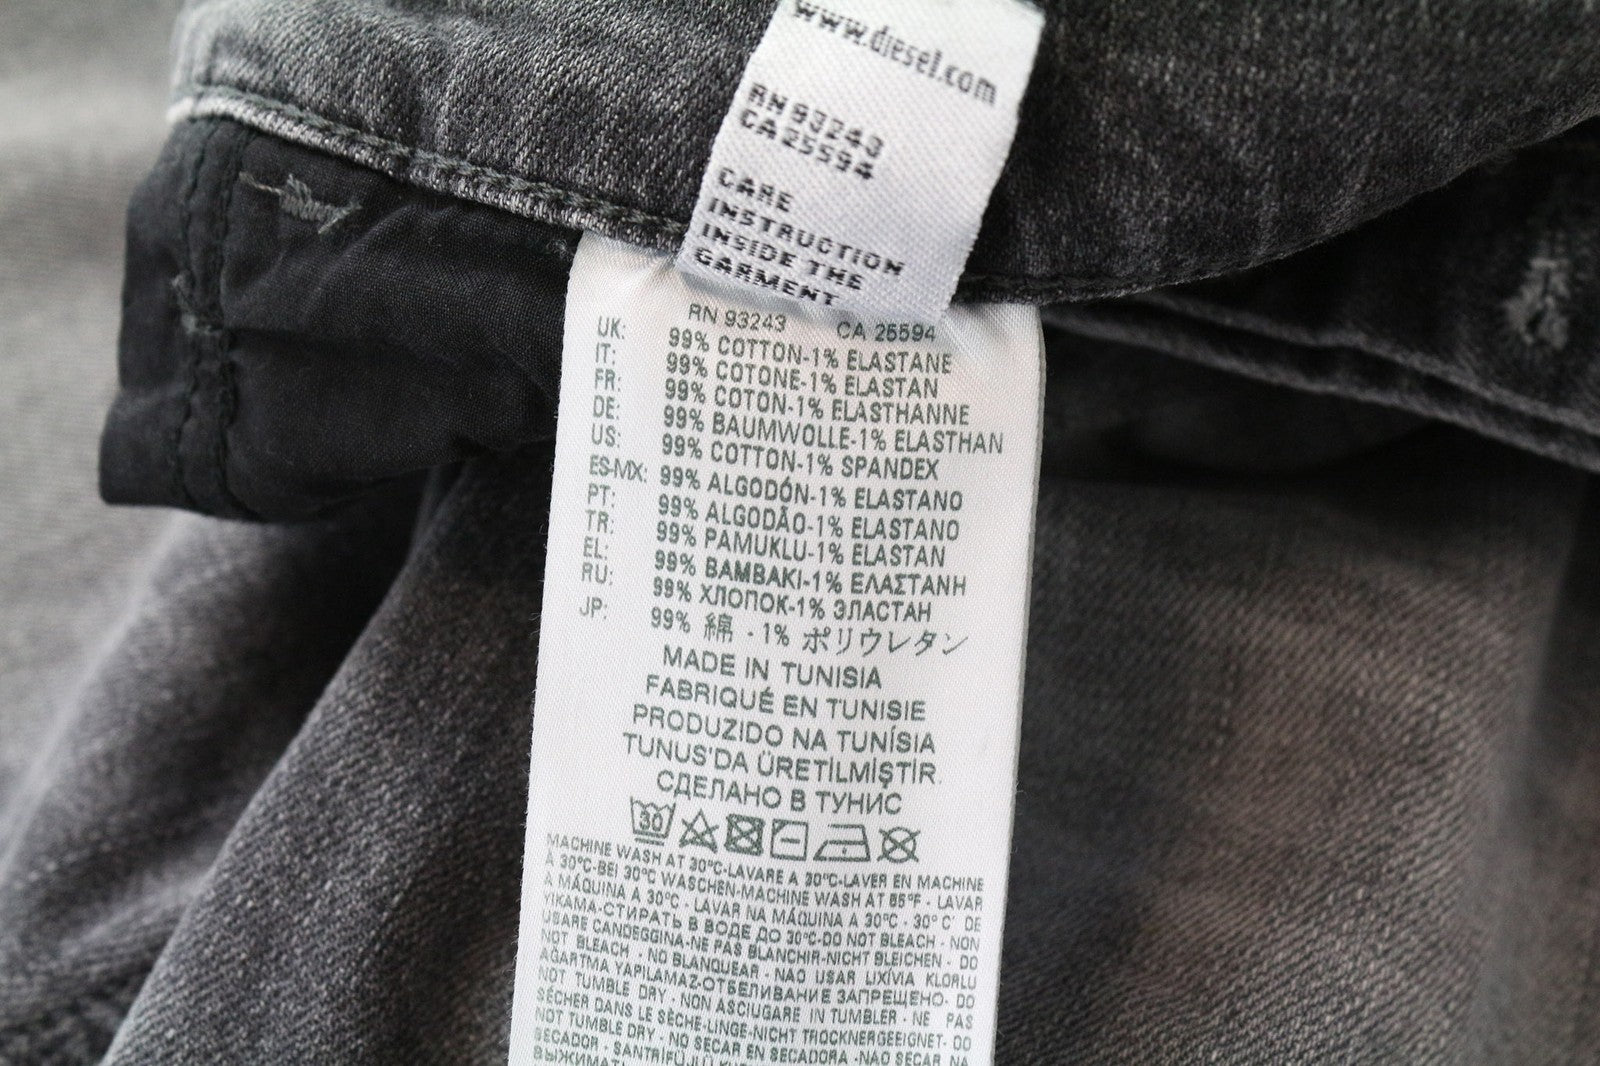 www.diesel.com
RN 93243
CA 25594
CARE
INSTRUCTION
INSIDE THE
GARMENT
RN 93243 CA 25594
UK: 99% COTTON-1% ELASTANE
IT: 99% COTONE-1% ELASTAN
FR: 99% COTON-1% ELASTHANNE
DE: 99% BAUMWOLLE-1% ELASTHAN
US: 99% COTTON-1% SPANDEX
ES-MX: 99% ALGODÓN-1% ELASTANO
PT: 99% ALGODÃO-1% ELASTANO
TR: 99% PAMUKLU-1% ELASTAN
EL: 99% ΒΑΜΒΑΚΙ-1% ΕΛΑΣΤΑΝΗ
RU: 99% ХЛОПОК-1% ЭЛАСТАН
JP: 99% 綿 - 1% ポリウレタン
MADE IN TUNISIA
FABRIQUÉ EN TUNISIE
PRODUZIDO NA TUNÍSIA
TUNUS'DA ÜRETİLMİŞTİR.
СДЕЛАНО В ТУНИС
30
MACHINE WASH AT 30°C-LAVARE A 30°C-LAVER EN MACHINE
À 30°C-BEI 30°C WASCHEN-MACHINE WASH AT 85°F - LAVAR
A MÁQUINA A 30°C - LAVAR NA MÁQUINA A 30°C - 30° C' DE
YIKAMA-СТИРАТЬ В ВОДЕ ДО 30°C-DO NOT BLEACH - NON
USARE CANDEGGINA-NE PAS BLANCHIR-NICHT BLEICHEN - DO
NOT BLEACH - NO BLANQUEAR - NAO USAR LIXÍVIA KLORLU
AĞARTMA YAPILAMAZ-ОТБЕЛИВАНИЕ ЗАПРЕЩЕНО- DO
NOT TUMBLE DRY - NON ASCIUGARE IN TUMBLER - NE PAS
SÉCHER DANS LE SÈCHE-LINGE-NICHT TROCKNERGEEIGNET- DO
NOT TUMBLE DRY - NO SECAR EN SECADORA -NAO SECAR NA
SECADOR - SANTRİFÜJLÜ
ВЫЖИМАТ